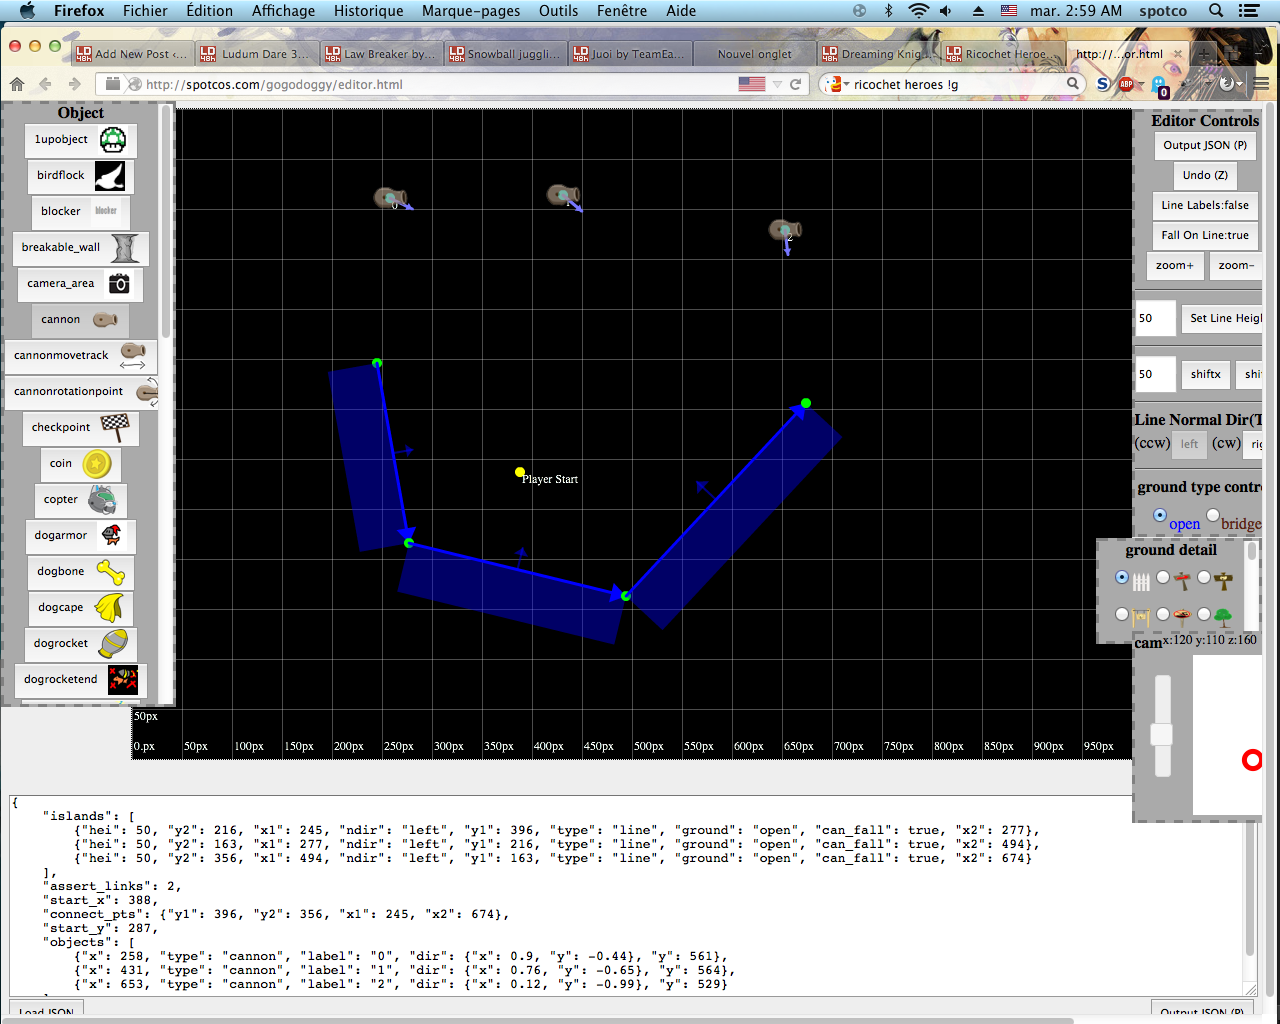 Firefox Fichier Édition Affichage Historique Marque-pages Outils Fenêtre Aide mar. 2:59 AM spotco
Add New Post ‹... Ludum Dare 3... Law Breaker by... Snowball juggli... Juoi by TeamEa... Nouvel onglet Dreaming Knig... Ricochet Heroe... http://...or.html
http://spotcos.com/gogodoggy/editor.html ricochet heroes !g S ABP 0
Object
1upobject
birdflock
blocker blocker
breakable_wall
camera_area
cannon
cannonmovetrack
cannonrotationpoint
checkpoint
coin
copter
dogarmor
dogbone
dogcape
dogrocket
dogrocketend
0
1
2
Player Start
50px
0.px 50px 100px 150px 200px 250px 300px 350px 400px 450px 500px 550px 600px 650px 700px 750px 800px 850px 900px 950px
Editor Controls
Output JSON (P)
Undo (Z)
Line Labels:false
Fall On Line:true
zoom+ zoom-
50 Set Line Heigh
50 shiftx shi
Line Normal Dir(T
(ccw) left (cw) rig
ground type contro
open bridge
ground detail
cam x:120 y:110 z:160
{
"islands": [
{"hei": 50, "y2": 216, "x1": 245, "ndir": "left", "y1": 396, "type": "line", "ground": "open", "can_fall": true, "x2": 277},
{"hei": 50, "y2": 163, "x1": 277, "ndir": "left", "y1": 216, "type": "line", "ground": "open", "can_fall": true, "x2": 494},
{"hei": 50, "y2": 356, "x1": 494, "ndir": "left", "y1": 163, "type": "line", "ground": "open", "can_fall": true, "x2": 674}
],
"assert_links": 2,
"start_x": 388,
"connect_pts": {"y1": 396, "y2": 356, "x1": 245, "x2": 674},
"start_y": 287,
"objects": [
{"x": 258, "type": "cannon", "label": "0", "dir": {"x": 0.9, "y": -0.44}, "y": 561},
{"x": 431, "type": "cannon", "label": "1", "dir": {"x": 0.76, "y": -0.65}, "y": 564},
{"x": 653, "type": "cannon", "label": "2", "dir": {"x": 0.12, "y": -0.99}, "y": 529}
Load JSON Output JSON (P)